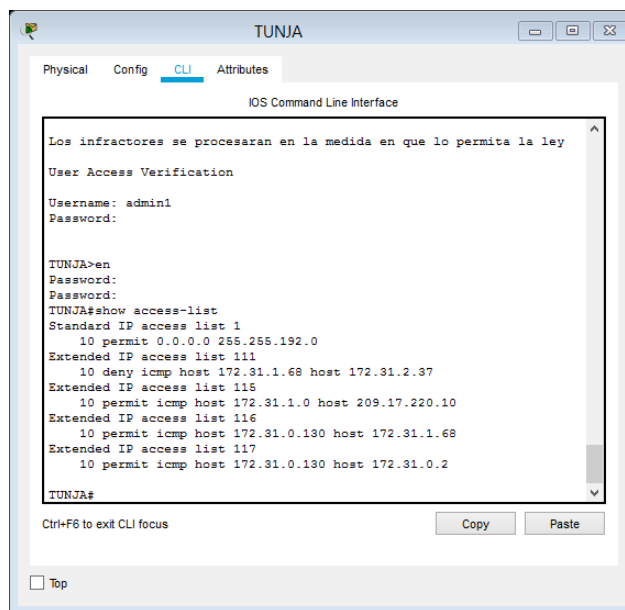 TUNJA
Physical Config CLI Attributes
IOS Command Line Interface
Los infractores se procesaran en la medida en que lo permita la ley
User Access Verification
Username: admin1
Password:
TUNJA>en
Password:
Password:
TUNJA#show access-list
Standard IP access list 1
10 permit 0.0.0.0 255.255.192.0
Extended IP access list 111
10 deny icmp host 172.31.1.68 host 172.31.2.37
Extended IP access list 115
10 permit icmp host 172.31.1.0 host 209.17.220.10
Extended IP access list 116
10 permit icmp host 172.31.0.130 host 172.31.1.68
Extended IP access list 117
10 permit icmp host 172.31.0.130 host 172.31.0.2
TUNJA#
Ctrl+F6 to exit CLI focus Copy Paste
Top